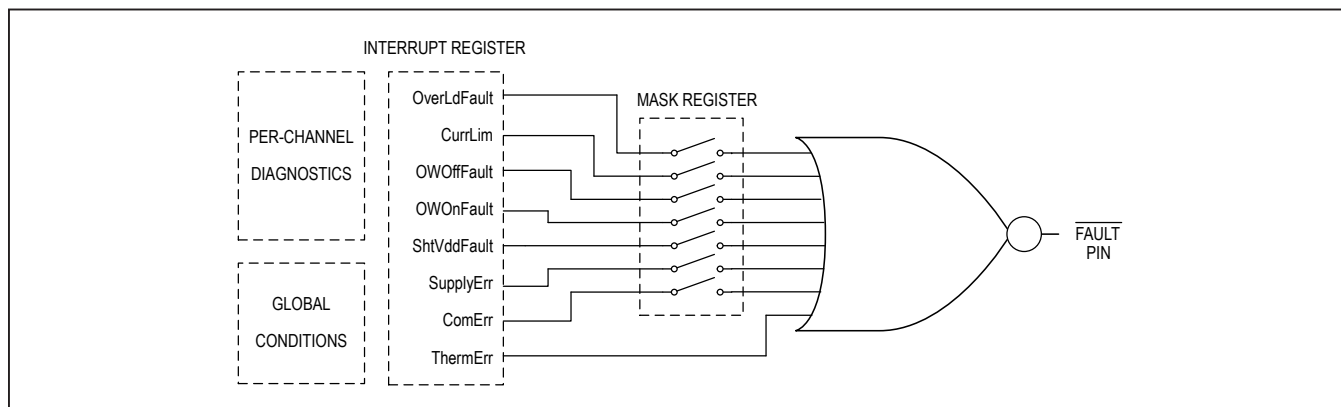 INTERRUPT REGISTER
PER-CHANNEL
DIAGNOSTICS
GLOBAL
CONDITIONS
OverLdFault
CurrLim
OWOffFault
OWOnFault
ShtVddFault
SupplyErr
ComErr
ThermErr
MASK REGISTER
FAULT
PIN